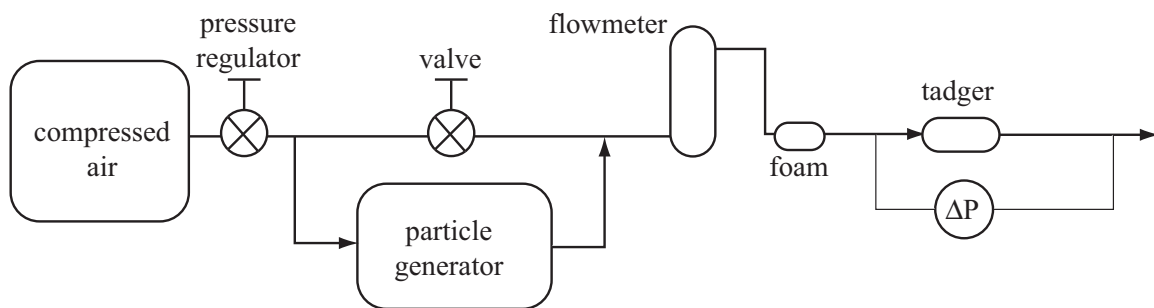 pressure
regulator
valve
flowmeter
compressed
air
particle
generator
foam
tadger
ΔP